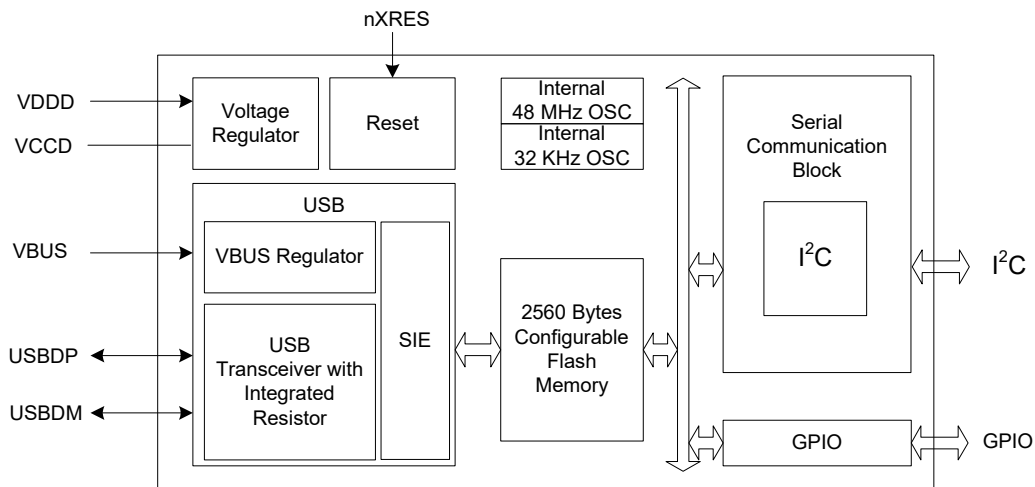 nXRES
VDDD
VCCD
Voltage
Regulator
Reset
Internal
48 MHz OSC
Internal
32 KHz OSC
Serial
Communication
Block
I²C
I²C
USB
VBUS
VBUS Regulator
SIE
USBDP
USBDM
USB
Transceiver with
Integrated
Resistor
2560 Bytes
Configurable
Flash
Memory
GPIO
GPIO